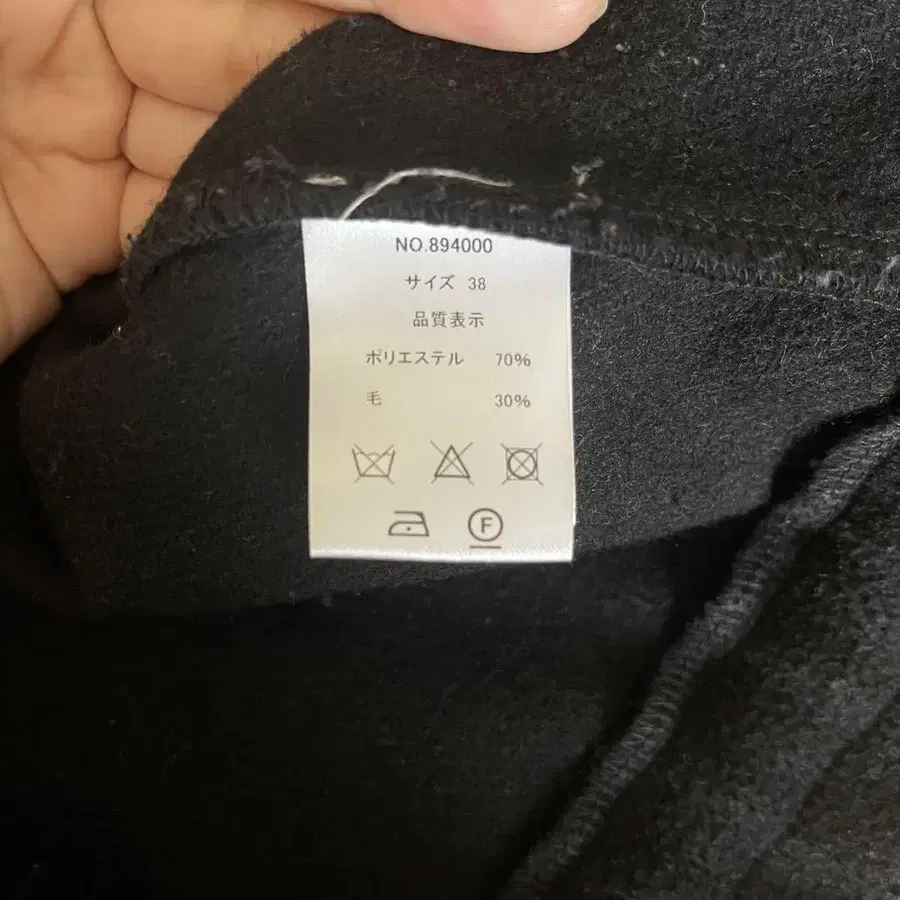 NO.894000
サイズ 38
品質表示
ポリエステル 70%
毛 30%
F